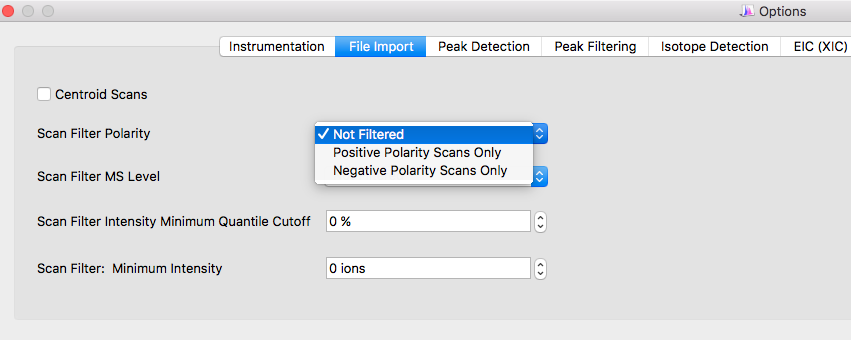 Options
Instrumentation File Import Peak Detection Peak Filtering Isotope Detection EIC (XIC)
Centroid Scans
Scan Filter Polarity
Not Filtered
Positive Polarity Scans Only
Negative Polarity Scans Only
Scan Filter MS Level
Scan Filter Intensity Minimum Quantile Cutoff 0 %
Scan Filter: Minimum Intensity 0 ions